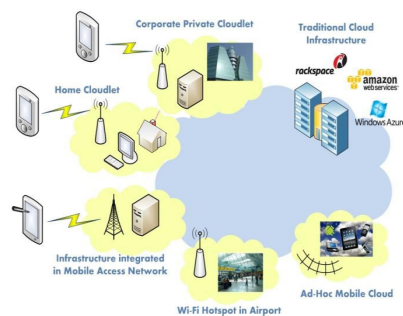 Corporate Private Cloudlet
Traditional Cloud
Infrastructure
rackspace
amazon
webservices
Windows Azure
Home Cloudlet
Infrastructure integrated
in Mobile Access Network
Wi-Fi Hotspot in Airport
Ad-Hoc Mobile Cloud